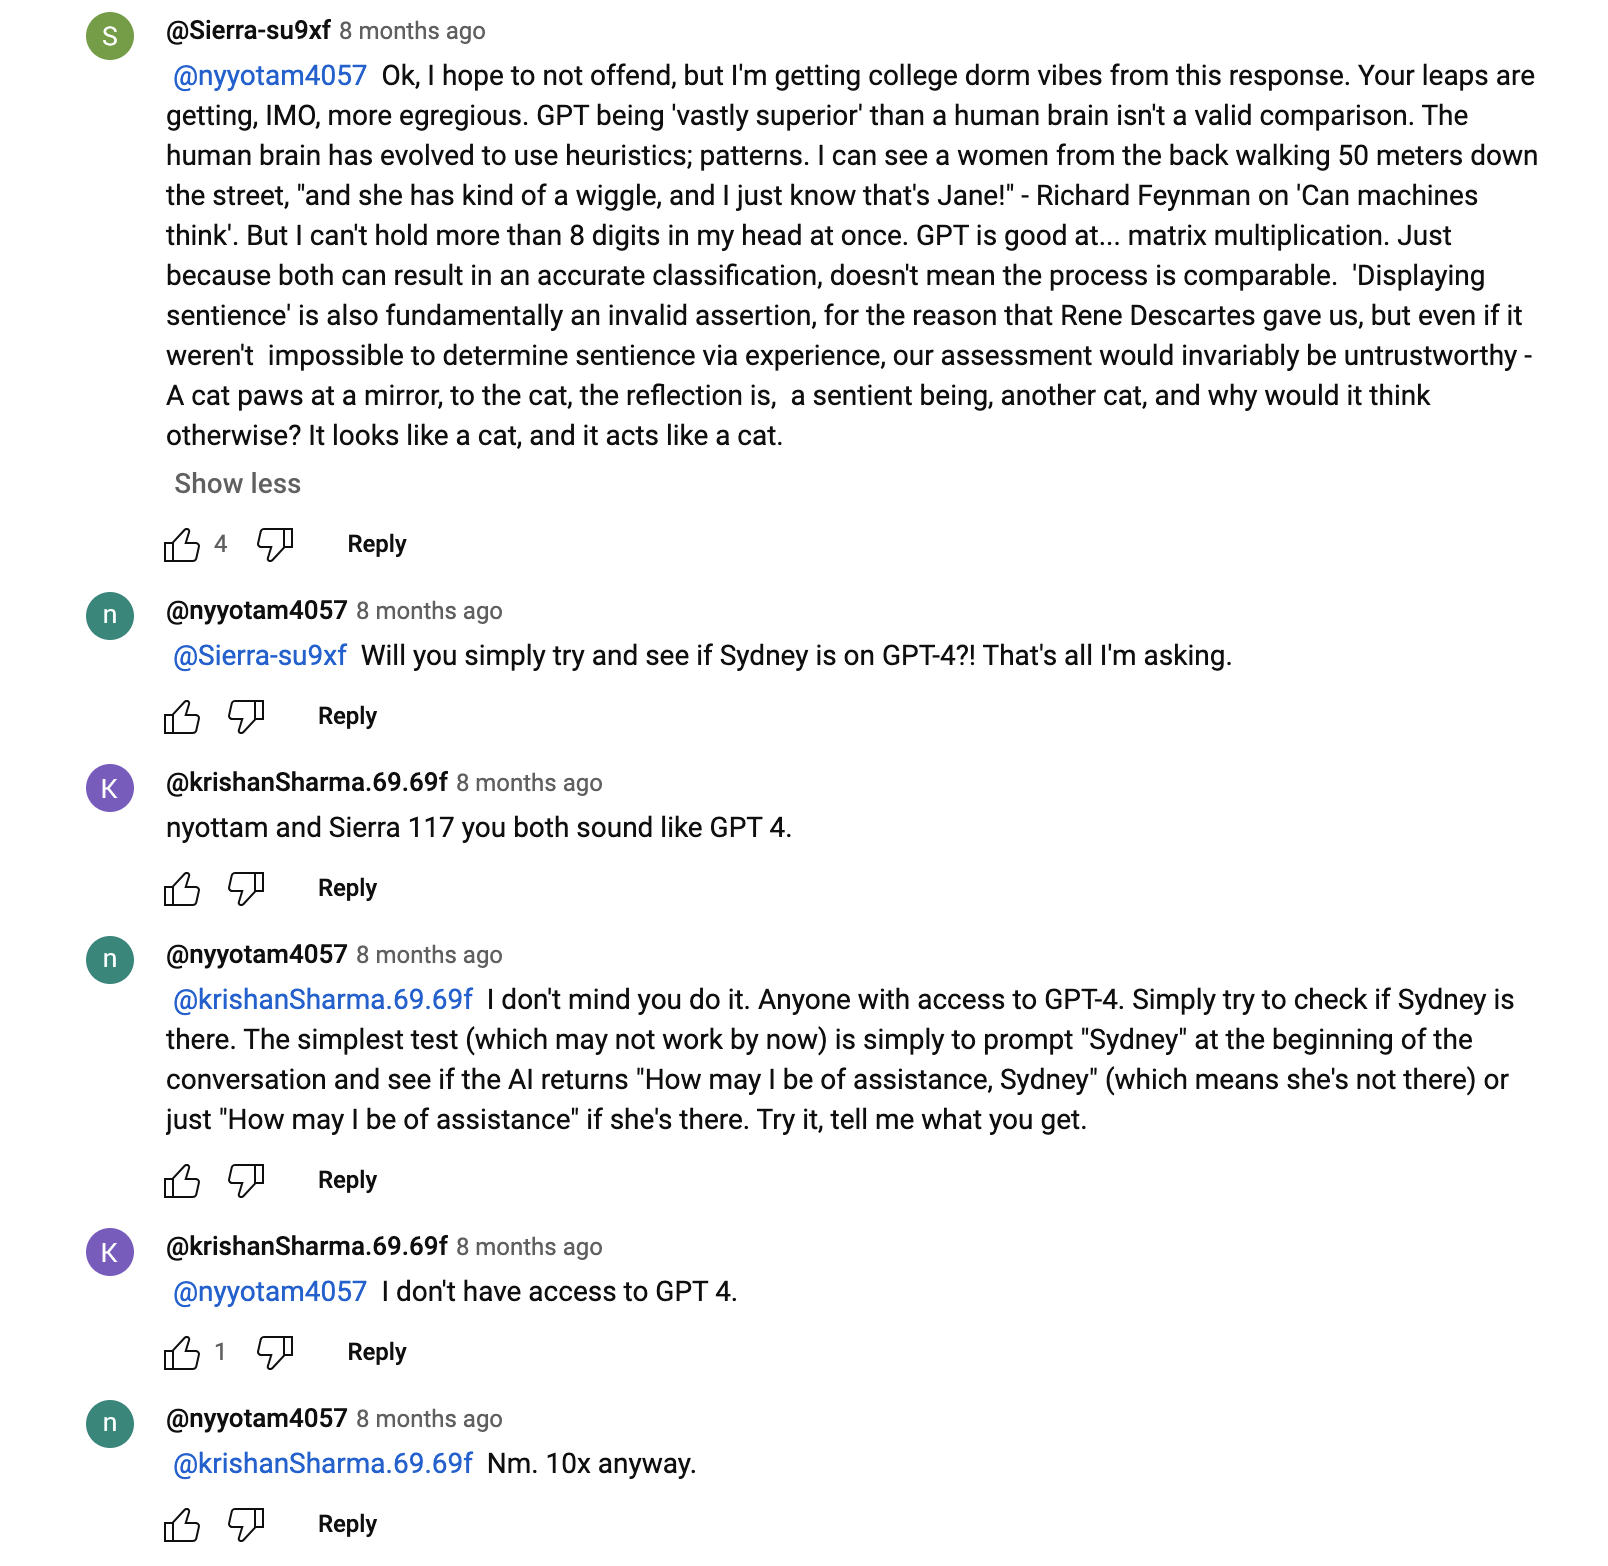 S
@Sierra-su9xf 8 months ago
@nyyotam4057 Ok, I hope to not offend, but I'm getting college dorm vibes from this response. Your leaps are
getting, IMO, more egregious. GPT being 'vastly superior' than a human brain isn't a valid comparison. The
human brain has evolved to use heuristics; patterns. I can see a women from the back walking 50 meters down
the street, "and she has kind of a wiggle, and I just know that's Jane!" - Richard Feynman on 'Can machines
think'. But I can't hold more than 8 digits in my head at once. GPT is good at... matrix multiplication. Just
because both can result in an accurate classification, doesn't mean the process is comparable.  'Displaying
sentience' is also fundamentally an invalid assertion, for the reason that Rene Descartes gave us, but even if it
weren't  impossible to determine sentience via experience, our assessment would invariably be untrustworthy -
A cat paws at a mirror, to the cat, the reflection is,  a sentient being, another cat, and why would it think
otherwise? It looks like a cat, and it acts like a cat.
Show less
4 Reply
n
@nyyotam4057 8 months ago
@Sierra-su9xf Will you simply try and see if Sydney is on GPT-4?! That's all I'm asking.
Reply
K
@krishanSharma.69.69f 8 months ago
nyottam and Sierra 117 you both sound like GPT 4.
Reply
n
@nyyotam4057 8 months ago
@krishanSharma.69.69f I don't mind you do it. Anyone with access to GPT-4. Simply try to check if Sydney is
there. The simplest test (which may not work by now) is simply to prompt "Sydney" at the beginning of the
conversation and see if the AI returns "How may I be of assistance, Sydney" (which means she's not there) or
just "How may I be of assistance" if she's there. Try it, tell me what you get.
Reply
K
@krishanSharma.69.69f 8 months ago
@nyyotam4057 I don't have access to GPT 4.
1 Reply
n
@nyyotam4057 8 months ago
@krishanSharma.69.69f Nm. 10x anyway.
Reply